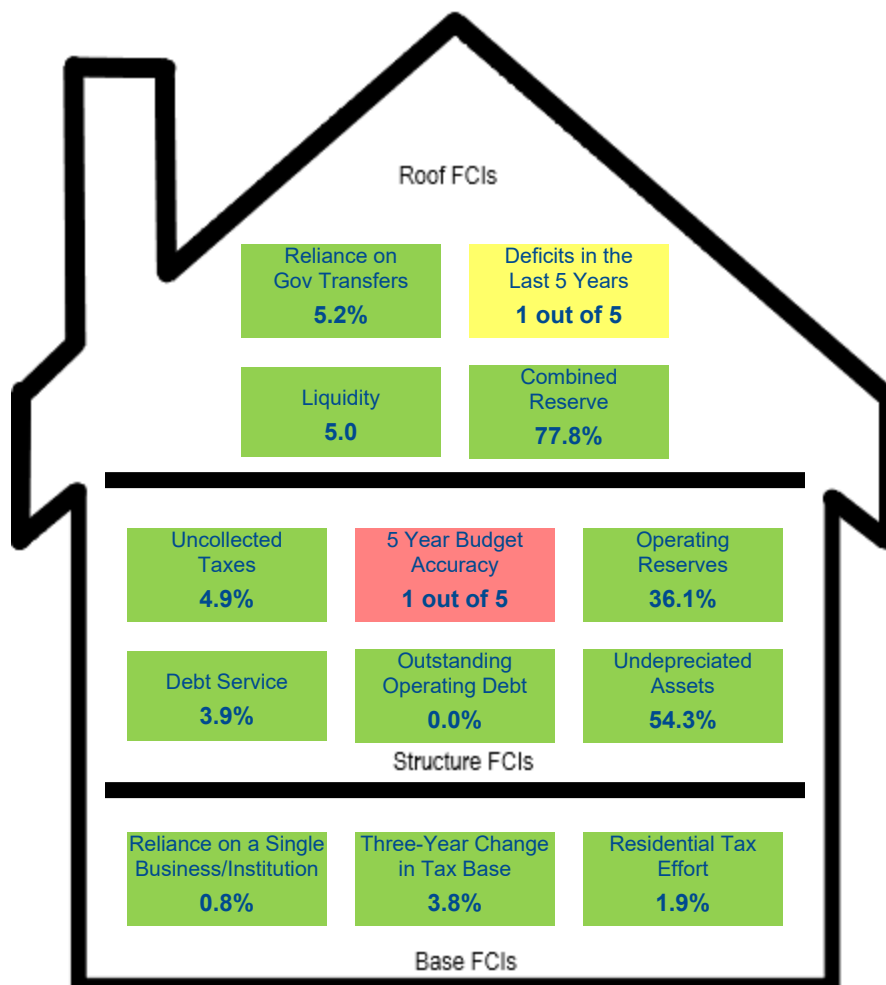 Roof FCIs
Reliance on
Gov Transfers
5.2%
Deficits in the
Last 5 Years
1 out of 5
Liquidity
5.0
Combined
Reserve
77.8%
Uncollected
Taxes
4.9%
5 Year Budget
Accuracy
1 out of 5
Operating
Reserves
36.1%
Debt Service
3.9%
Outstanding
Operating Debt
0.0%
Undepreciated
Assets
54.3%
Structure FCIs
Reliance on a Single
Business/Institution
0.8%
Three-Year Change
in Tax Base
3.8%
Residential Tax
Effort
1.9%
Base FCIs